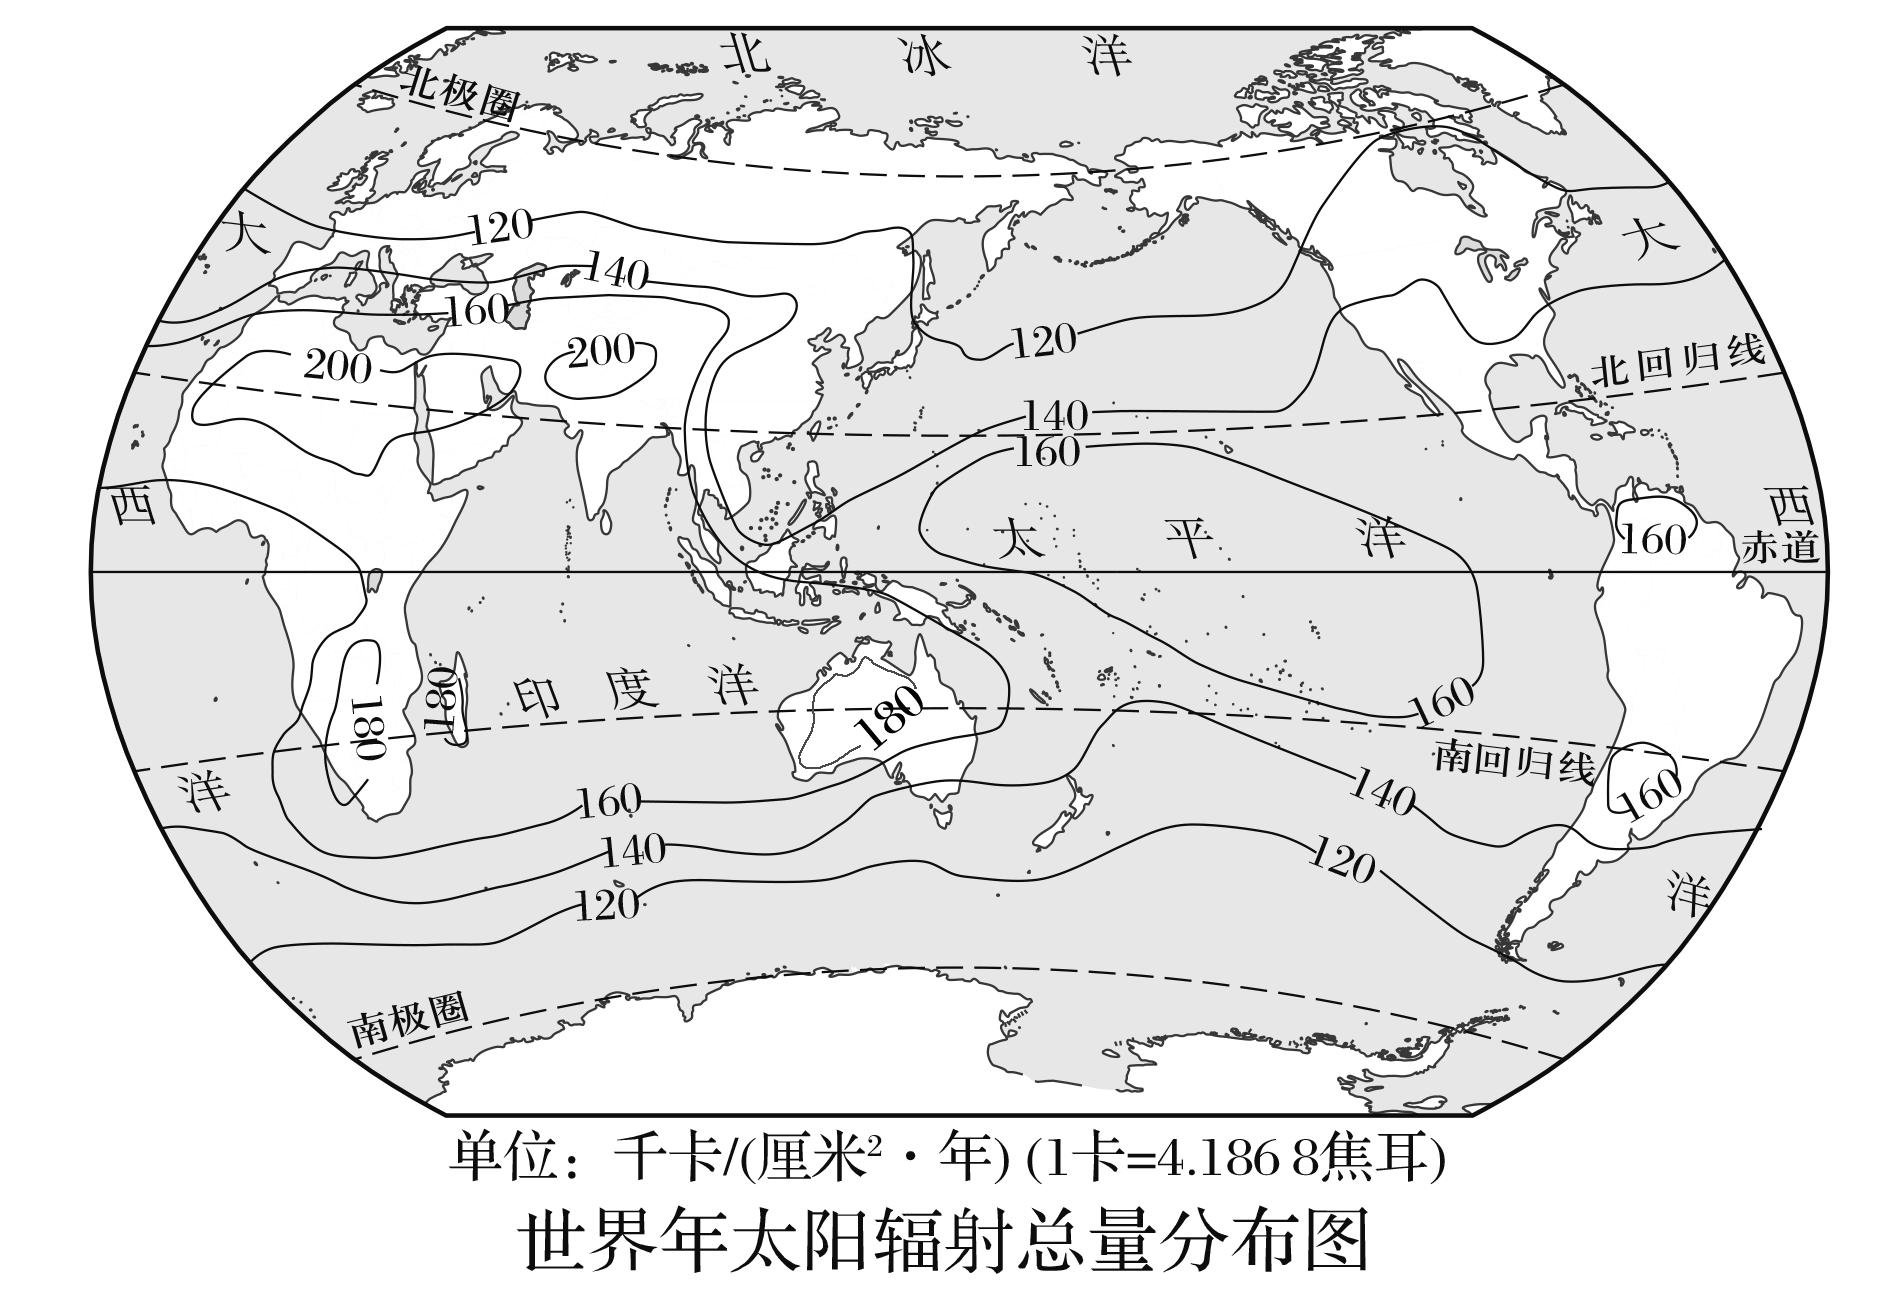 北冰洋
北极圈
大
大
120
140
160
200
200
120
北回归线
140
160
西
太平洋
西
160
赤道
印度洋
180
180
180
160
洋
南回归线
160
160
140
140
120
120
洋
南极圈
单位：千卡/(厘米²·年) (1卡=4.186 8焦耳)
世界年太阳辐射总量分布图